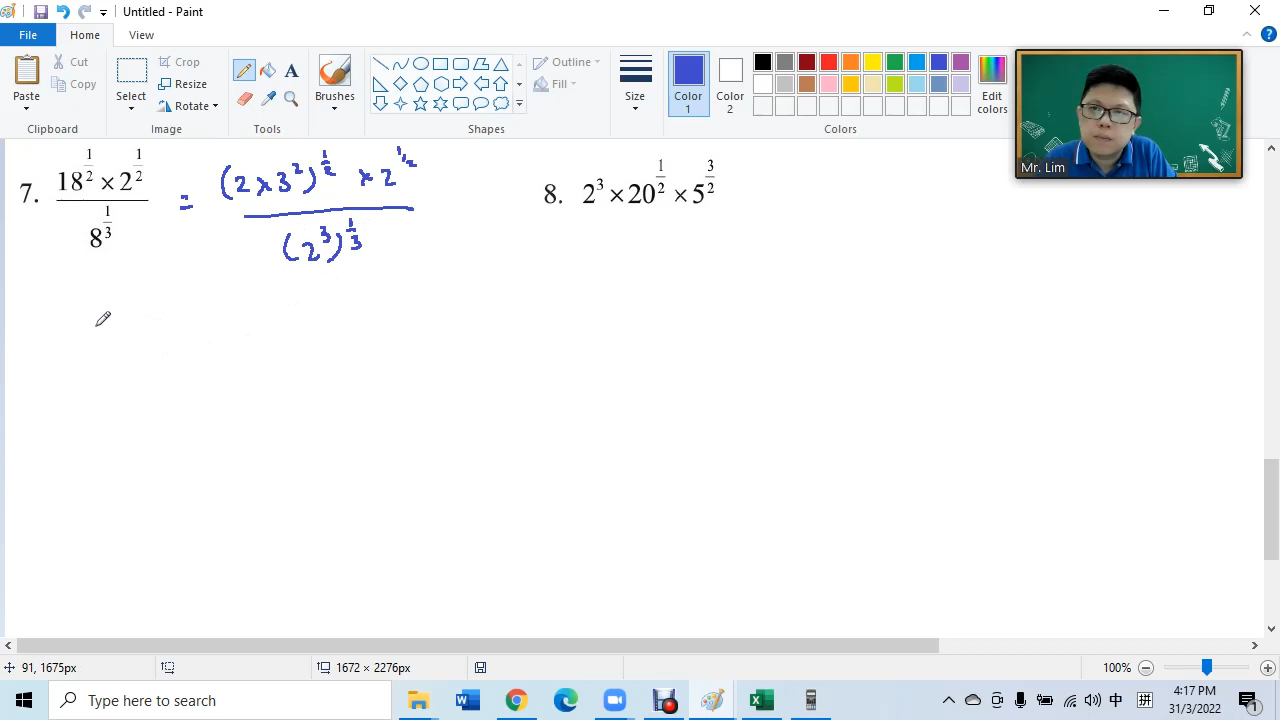 Untitled - Paint
File Home View
Paste Cut Copy Clipboard
Select Crop Resize Rotate Image
Tools
Brushes
Outline Fill Shapes
Size
Color 1 Color 2 Edit colors Colors
Mr. Lim
7. 18^{1/2} × 2^{1/2} / 8^{1/3} = (2 × 3²)^{1/2} × 2^{1/2} / (2³)^{1/3}
8. 2³ × 20^{1/2} × 5^{3/2}
91, 1675px 1672 × 2276px 100%
Type here to search
中 拼 4:17 PM 31/3/2022 1